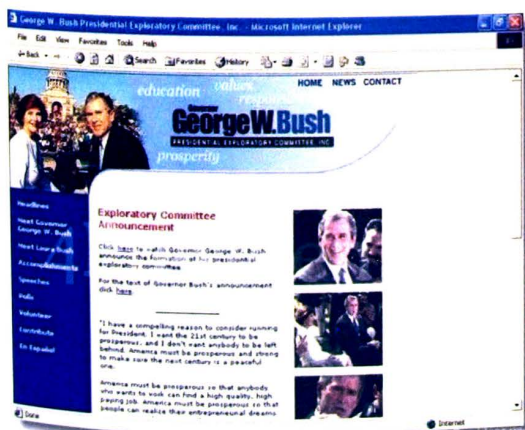 George W. Bush Presidential Exploratory Committee, Inc. - Microsoft Internet Explorer
File Edit View Favorites Tools Help
Back Search Favorites History
HOME NEWS CONTACT
education values
Governor
George W. Bush
PRESIDENTIAL EXPLORATORY COMMITTEE, INC.
prosperity
Headlines
Meet Governor
George W. Bush
Meet Laura Bush
Accomplishments
Speeches
Polls
Volunteer
Contribute
En Español
Exploratory Committee
Announcement
Click here to watch Governor George W. Bush
announce the formation of his presidential
exploratory committee.
For the text of Governor Bush's announcement
click here.
"I have a compelling reason to consider running
for President. I want the 21st century to be
prosperous, and I don't want anybody to be left
behind. America must be prosperous and strong
to make sure the next century is a peaceful
one.
America must be prosperous so that anybody
who wants to work can find a high quality, high
paying job. America must be prosperous so that
people can realize their entrepreneurial dreams
Done
Internet